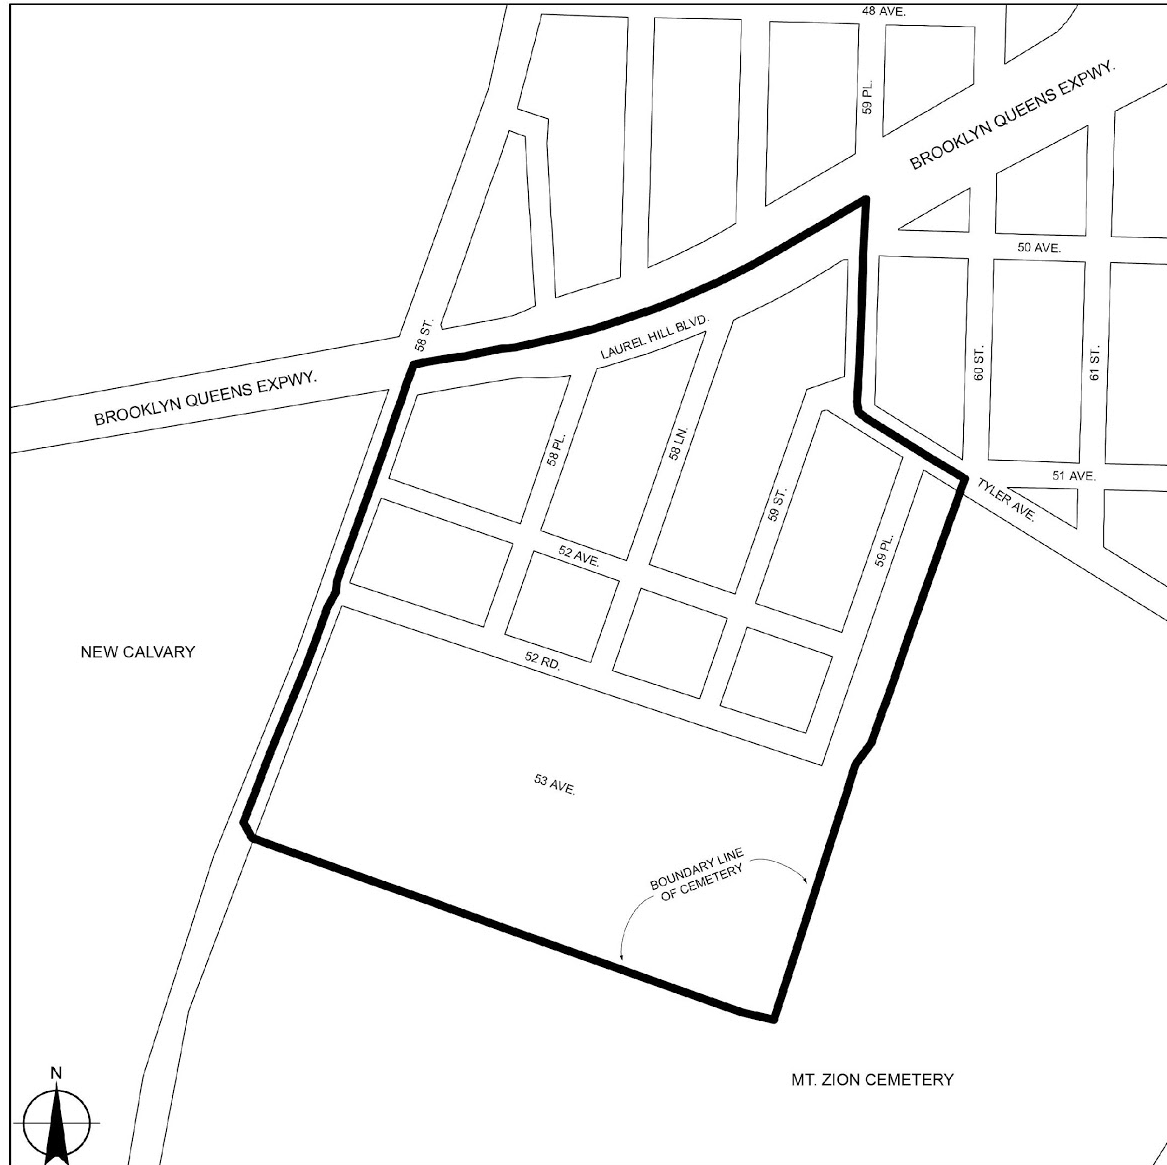 48 AVE.
59 PL.
BROOKLYN QUEENS EXPWY.
50 AVE.
58 ST.
LAUREL HILL BLVD.
60 ST.
61 ST.
BROOKLYN QUEENS EXPWY.
58 PL.
58 LN.
51 AVE.
TYLER AVE.
59 ST.
59 PL.
52 AVE.
NEW CALVARY
52 RD.
53 AVE.
BOUNDARY LINE
OF CEMETERY
N
MT. ZION CEMETERY